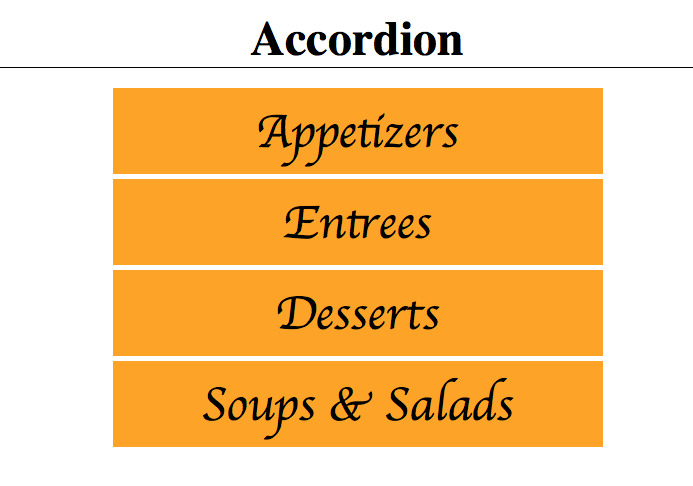 Accordion
Appetizers
Entrees
Desserts
Soups & Salads